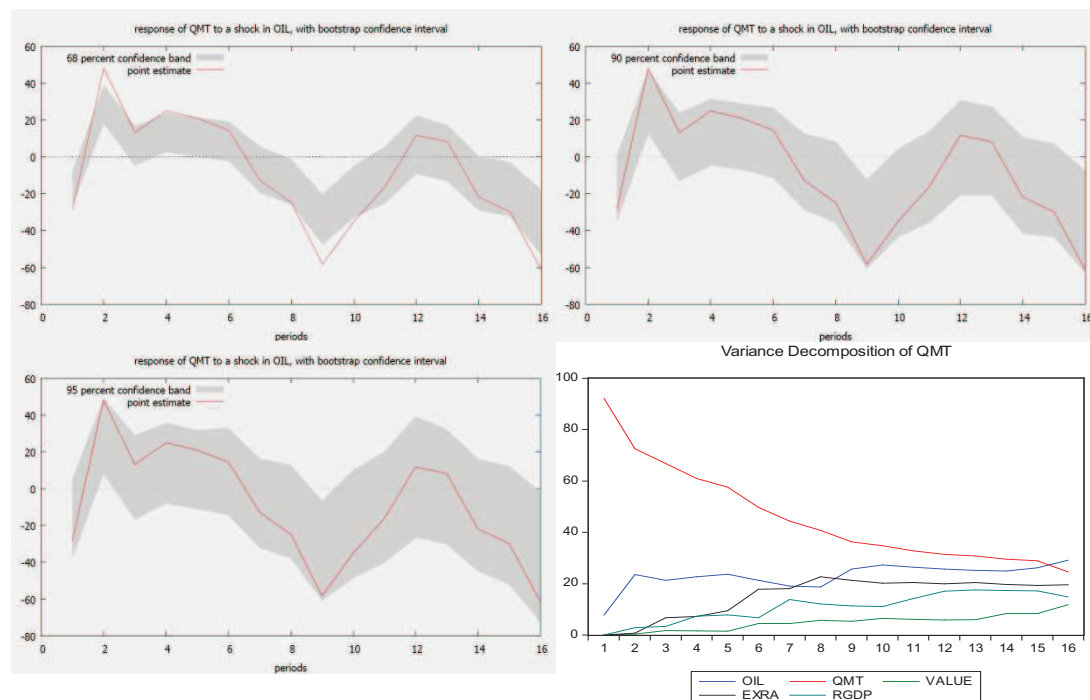 response of QMT to a shock in OIL, with bootstrap confidence interval
60
40
20
0
-20
-40
-60
-80
68 percent confidence band
point estimate
0 2 4 6 8 10 12 14 16
periods
response of QMT to a shock in OIL, with bootstrap confidence interval
60
40
20
0
-20
-40
-60
-80
90 percent confidence band
point estimate
0 2 4 6 8 10 12 14 16
periods
response of QMT to a shock in OIL, with bootstrap confidence interval
60
40
20
0
-20
-40
-60
-80
95 percent confidence band
point estimate
0 2 4 6 8 10 12 14 16
periods
Variance Decomposition of QMT
100
80
60
40
20
0
1 2 3 4 5 6 7 8 9 10 11 12 13 14 15 16
OIL QMT VALUE
EXRA RGDP